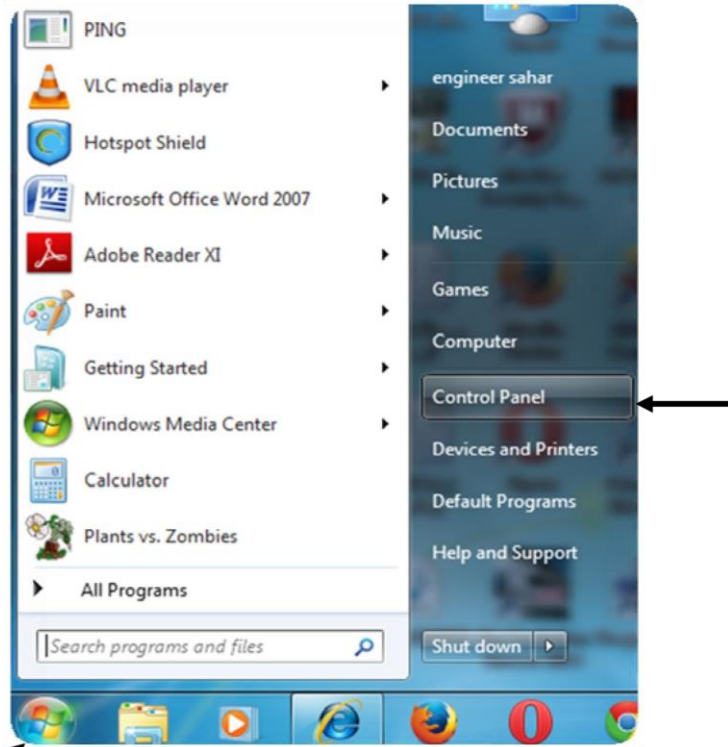 PING
VLC media player
Hotspot Shield
Microsoft Office Word 2007
Adobe Reader XI
Paint
Getting Started
Windows Media Center
Calculator
Plants vs. Zombies
All Programs
Search programs and files
engineer sahar
Documents
Pictures
Music
Games
Computer
Control Panel
Devices and Printers
Default Programs
Help and Support
Shut down